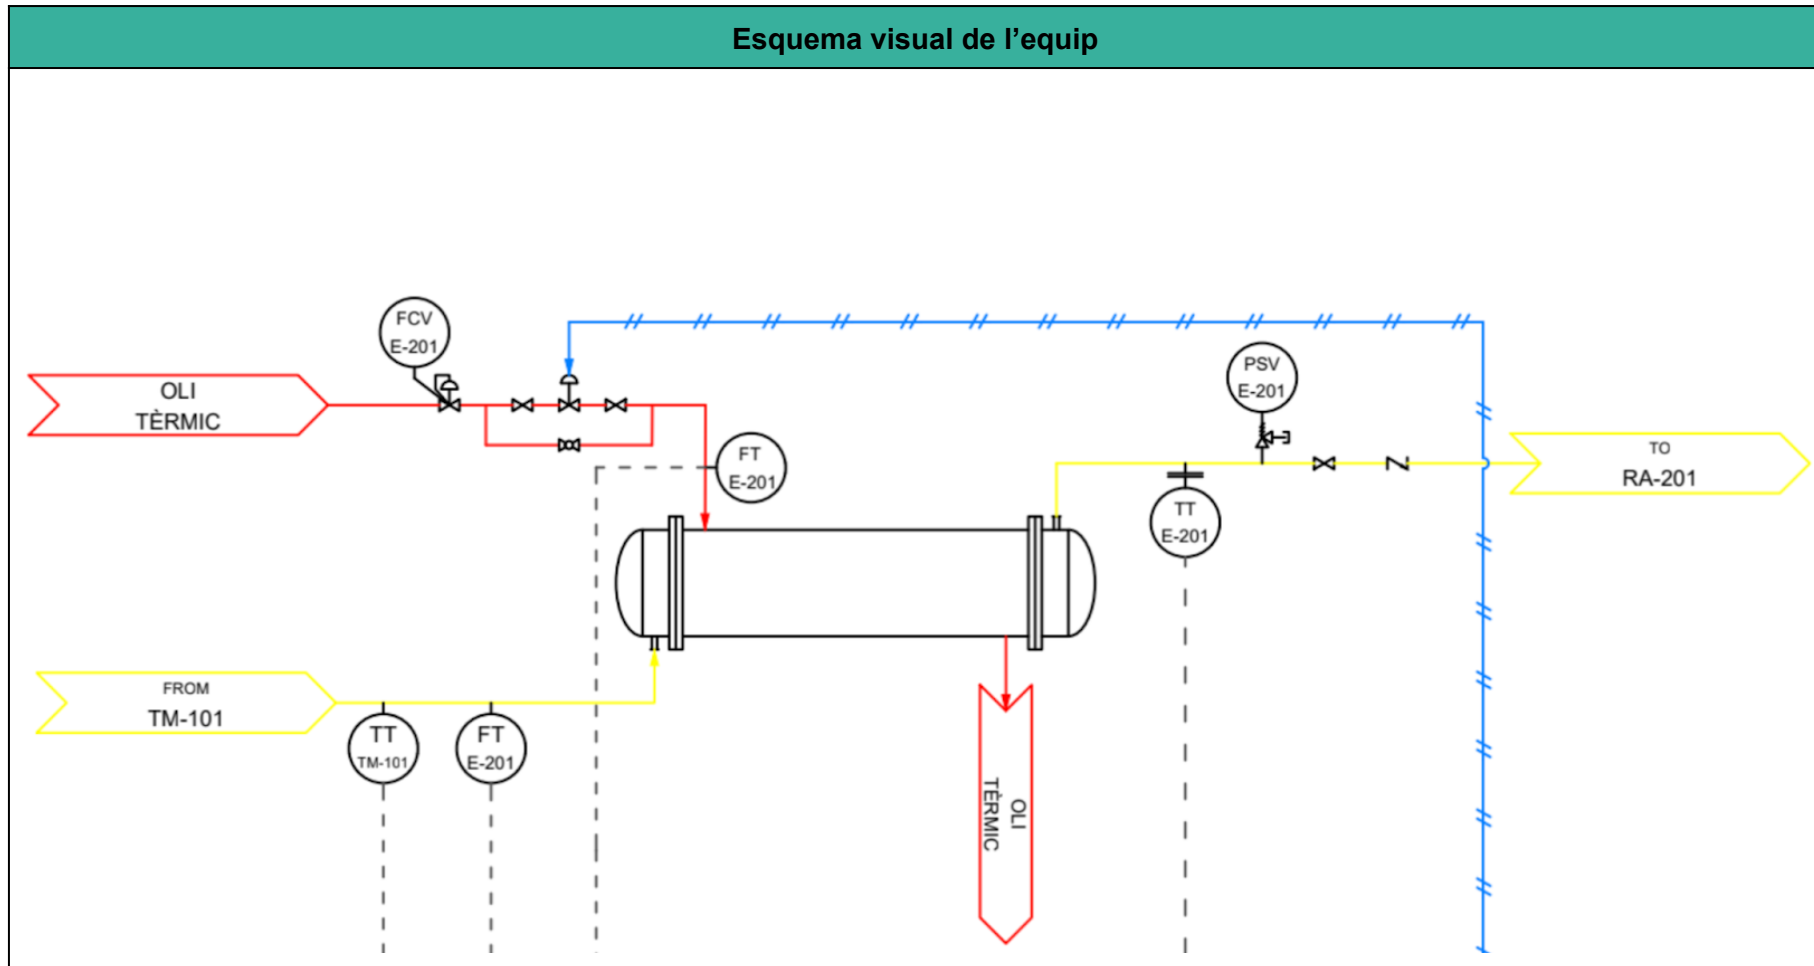 Esquema visual de l’equip
FCV
E-201
OLI
TÈRMIC
PSV
E-201
FT
E-201
TO
RA-201
TT
E-201
FROM
TM-101
TT
TM-101
FT
E-201
OLI
TÈRMIC